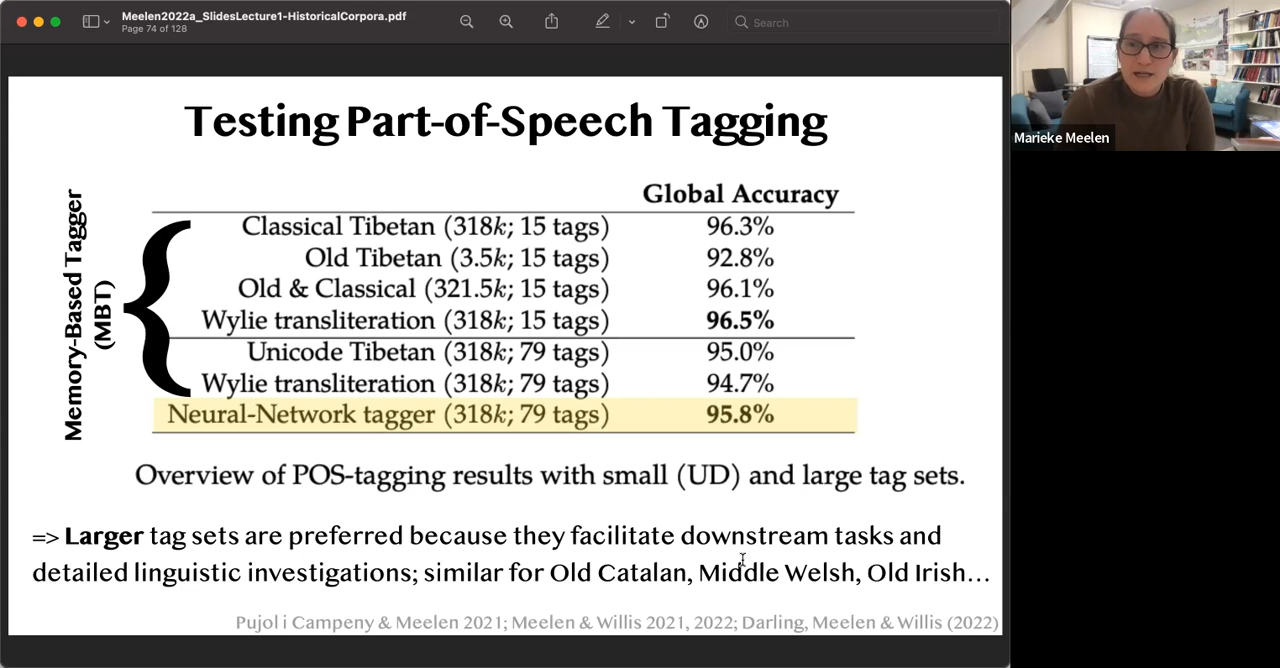 Meelen2022a_SlidesLecture1-HistoricalCorpora.pdf
Page 74 of 128
Search
Marieke Meelen
Testing Part-of-Speech Tagging
Memory-Based Tagger
(MBT)
Global Accuracy
Classical Tibetan (318k; 15 tags) 96.3%
Old Tibetan (3.5k; 15 tags) 92.8%
Old & Classical (321.5k; 15 tags) 96.1%
Wylie transliteration (318k; 15 tags) 96.5%
Unicode Tibetan (318k; 79 tags) 95.0%
Wylie transliteration (318k; 79 tags) 94.7%
Neural-Network tagger (318k; 79 tags) 95.8%
Overview of POS-tagging results with small (UD) and large tag sets.
=> Larger tag sets are preferred because they facilitate downstream tasks and
detailed linguistic investigations; similar for Old Catalan, Middle Welsh, Old Irish…
Pujol i Campeny & Meelen 2021; Meelen & Willis 2021, 2022; Darling, Meelen & Willis (2022)